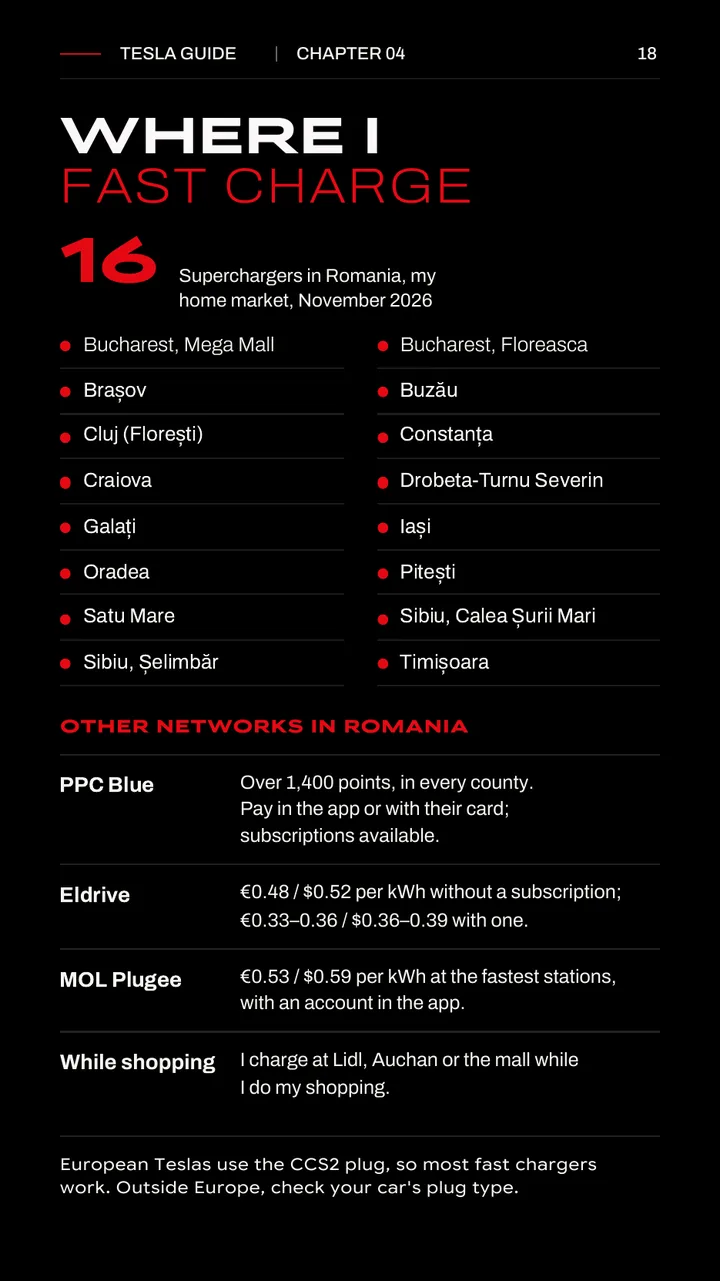 TESLA GUIDE | CHAPTER 04 18
WHERE I
FAST CHARGE
16
Superchargers in Romania, my
home market, November 2026
Bucharest, Mega Mall
Bucharest, Floreasca
Brașov
Buzău
Cluj (Florești)
Constanța
Craiova
Drobeta-Turnu Severin
Galați
Iași
Oradea
Pitești
Satu Mare
Sibiu, Calea Șurii Mari
Sibiu, Șelimbăr
Timișoara
OTHER NETWORKS IN ROMANIA
PPC Blue
Over 1,400 points, in every county.
Pay in the app or with their card;
subscriptions available.
Eldrive
€0.48 / $0.52 per kWh without a subscription;
€0.33–0.36 / $0.36–0.39 with one.
MOL Plugee
€0.53 / $0.59 per kWh at the fastest stations,
with an account in the app.
While shopping
I charge at Lidl, Auchan or the mall while
I do my shopping.
European Teslas use the CCS2 plug, so most fast chargers
work. Outside Europe, check your car's plug type.